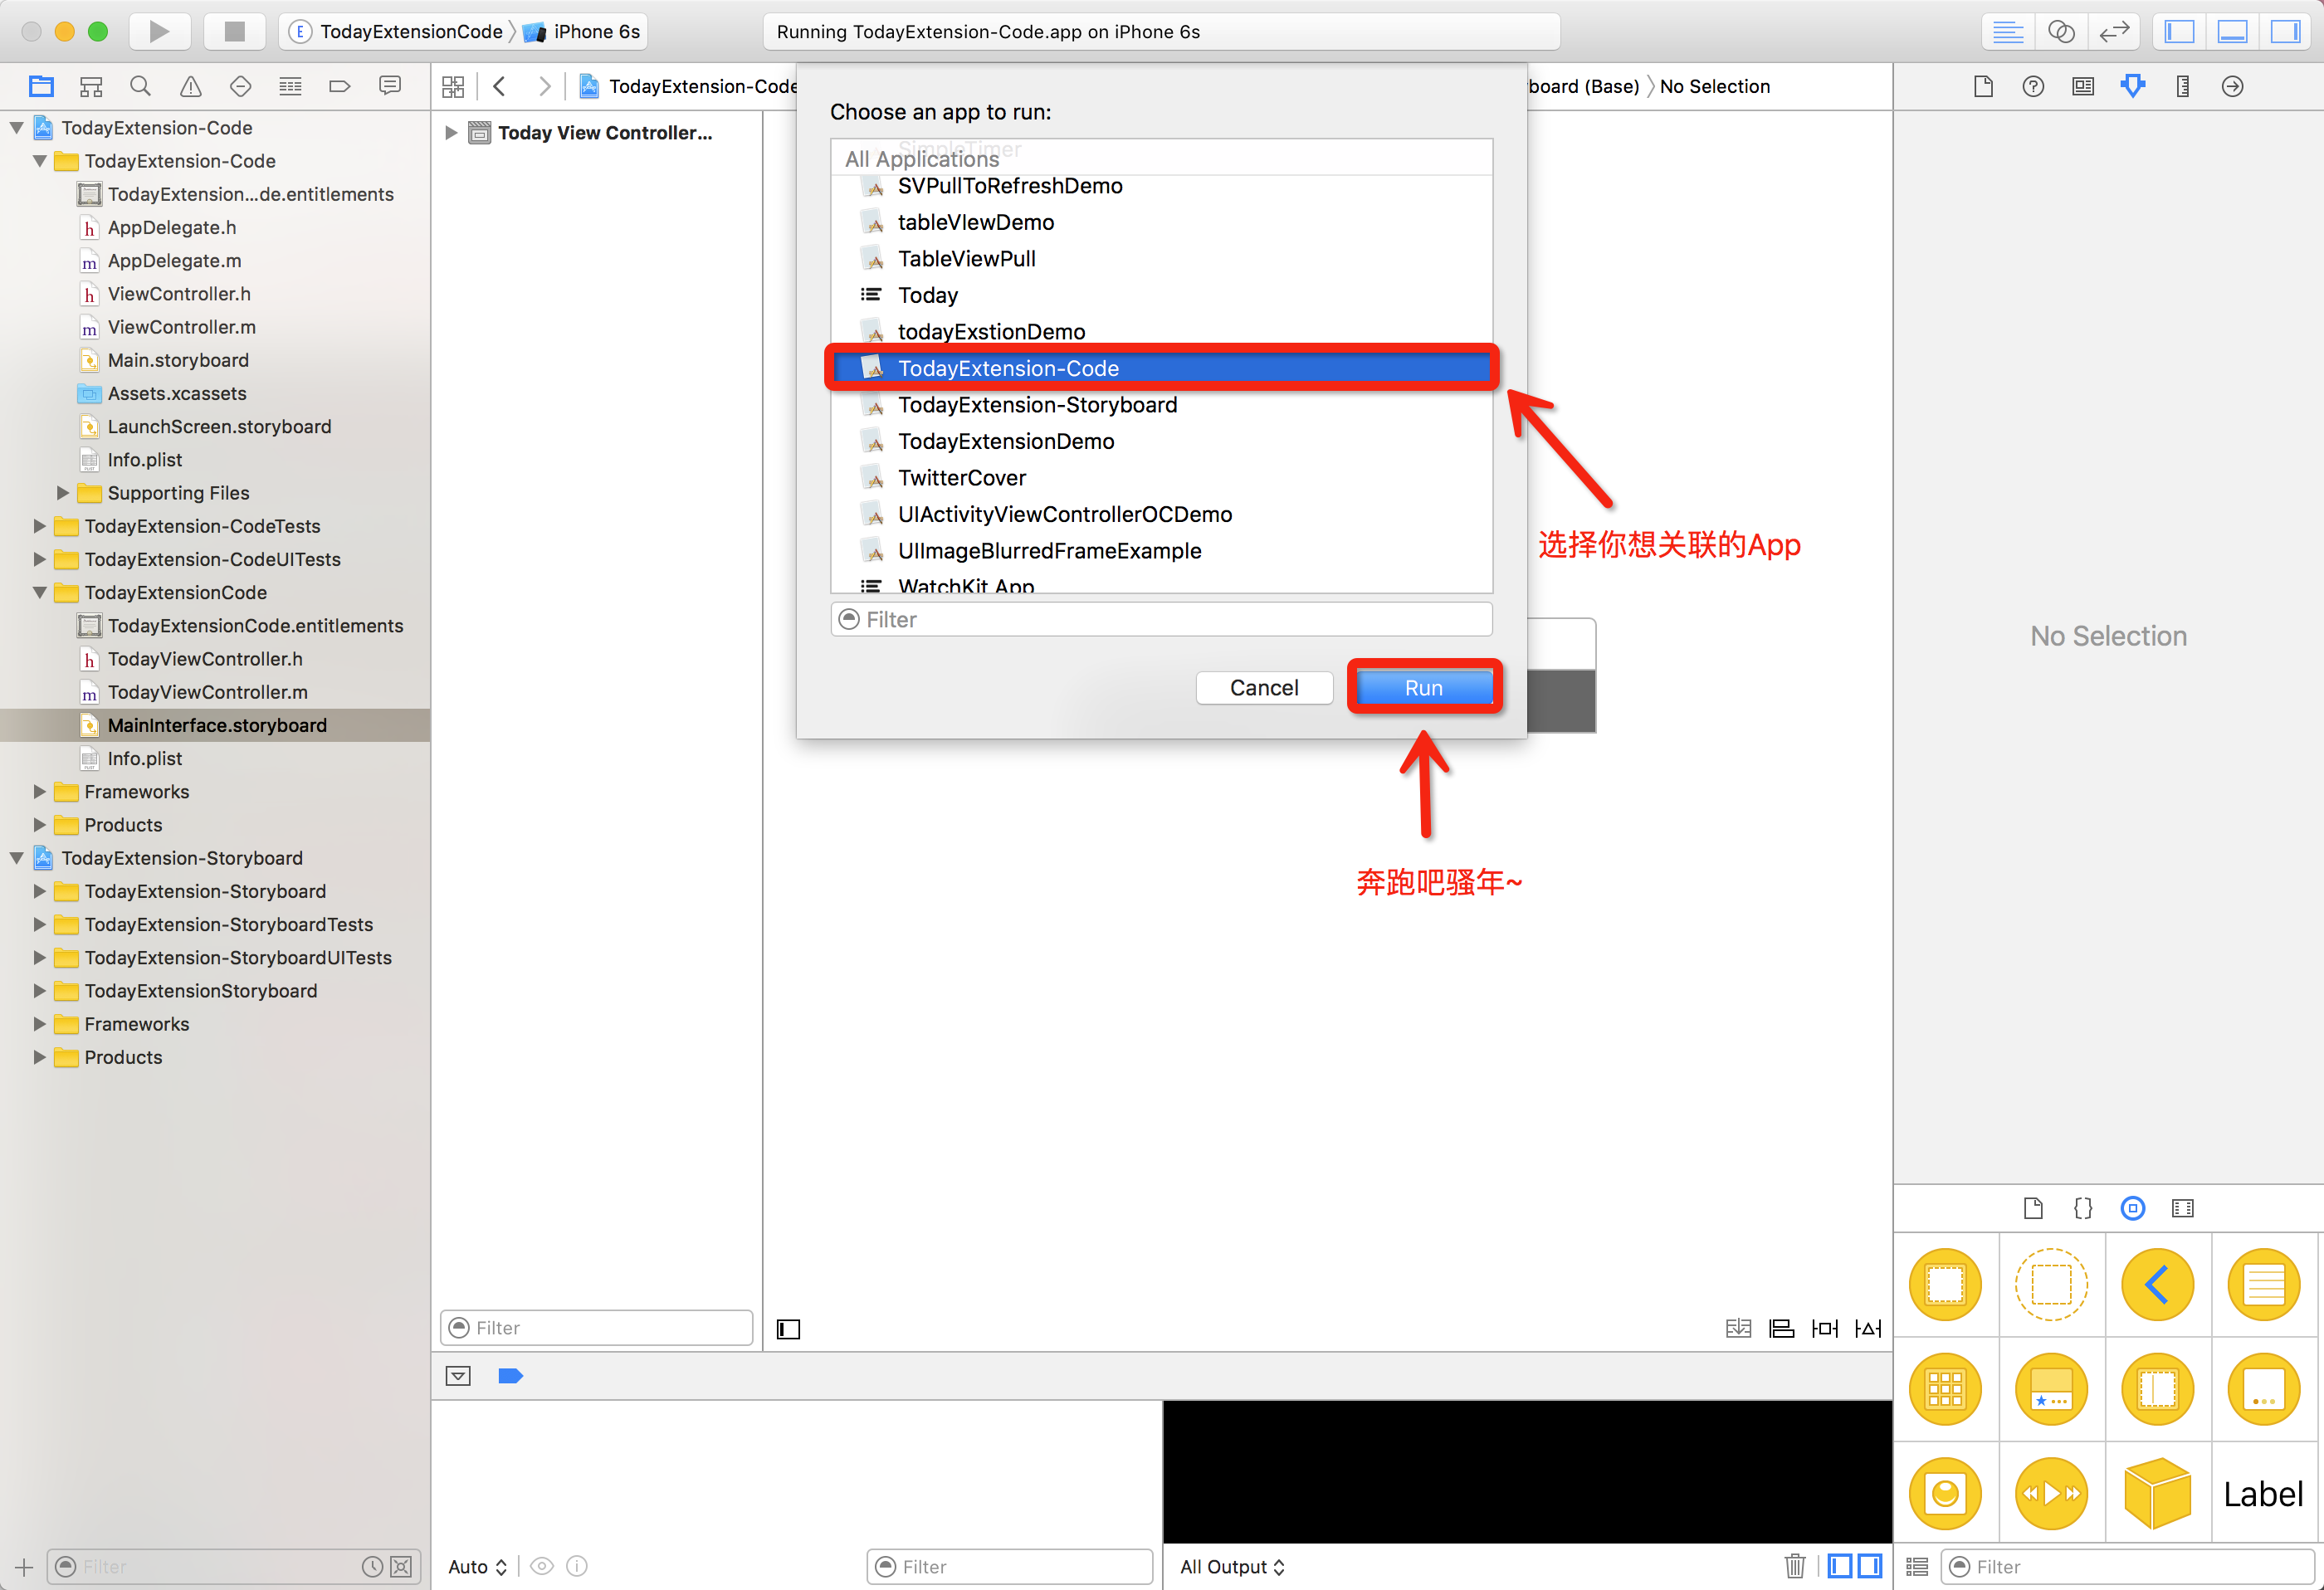 TodayExtensionCode
iPhone 6s
Running TodayExtension-Code.app on iPhone 6s
TodayExtension-Code
board (Base)
No Selection
TodayExtension-Code
TodayExtension-Code
TodayExtension...de.entitlements
AppDelegate.h
AppDelegate.m
ViewController.h
ViewController.m
Main.storyboard
Assets.xcassets
LaunchScreen.storyboard
Info.plist
Supporting Files
TodayExtension-CodeTests
TodayExtension-CodeUITests
TodayExtensionCode
TodayExtensionCode.entitlements
TodayViewController.h
TodayViewController.m
MainInterface.storyboard
Info.plist
Frameworks
Products
TodayExtension-Storyboard
TodayExtension-Storyboard
TodayExtension-StoryboardTests
TodayExtension-StoryboardUITests
TodayExtensionStoryboard
Frameworks
Products
Filter
Today View Controller...
Filter
Choose an app to run:
SimpleTimer
All Applications
SVPullToRefreshDemo
tableVIewDemo
TableViewPull
Today
todayExstionDemo
TodayExtension-Code
TodayExtension-Storyboard
TodayExtensionDemo
TwitterCover
UIActivityViewControllerOCDemo
UIImageBlurredFrameExample
WatchKit App
Filter
Cancel
Run
选择你想关联的App
奔跑吧骚年~
No Selection
Label
Auto
Filter
All Output
Filter